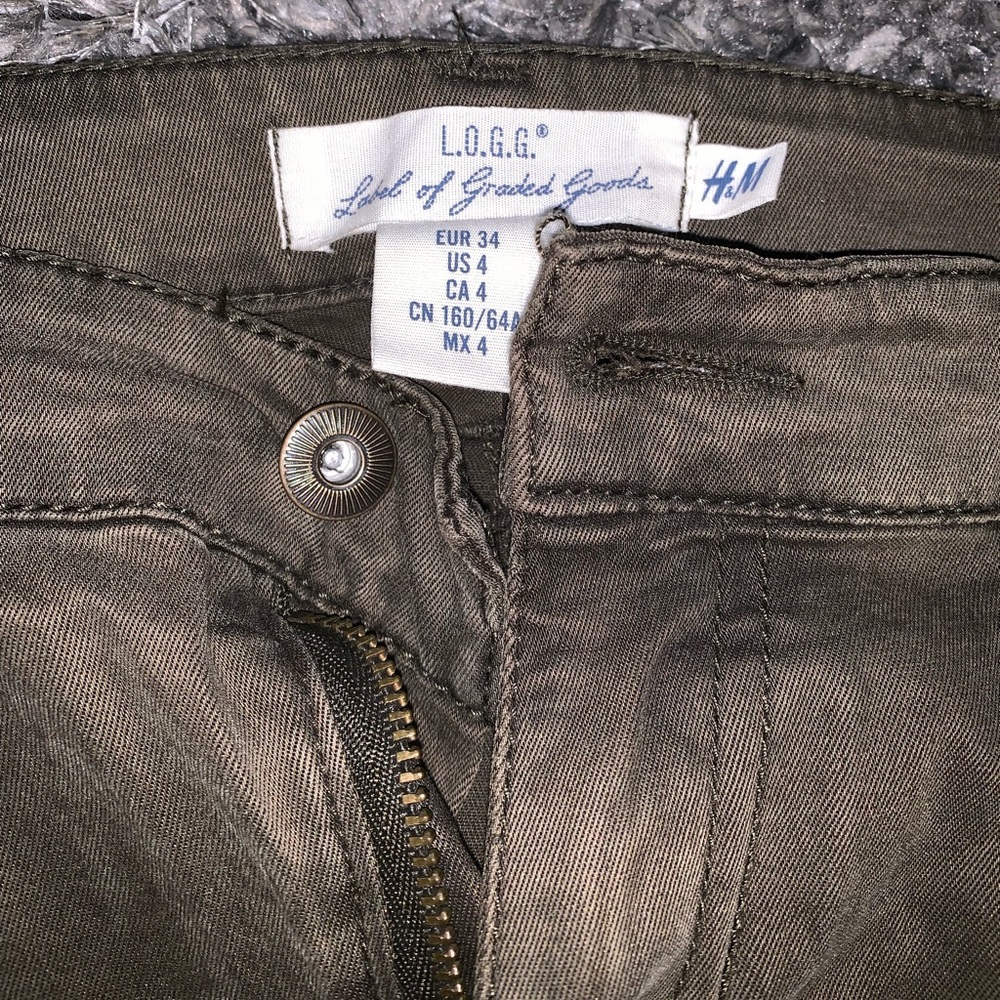 L.O.G.G.®
Label of Graded Goods
H&M
EUR 34
US 4
CA 4
CN 160/64A
MX 4